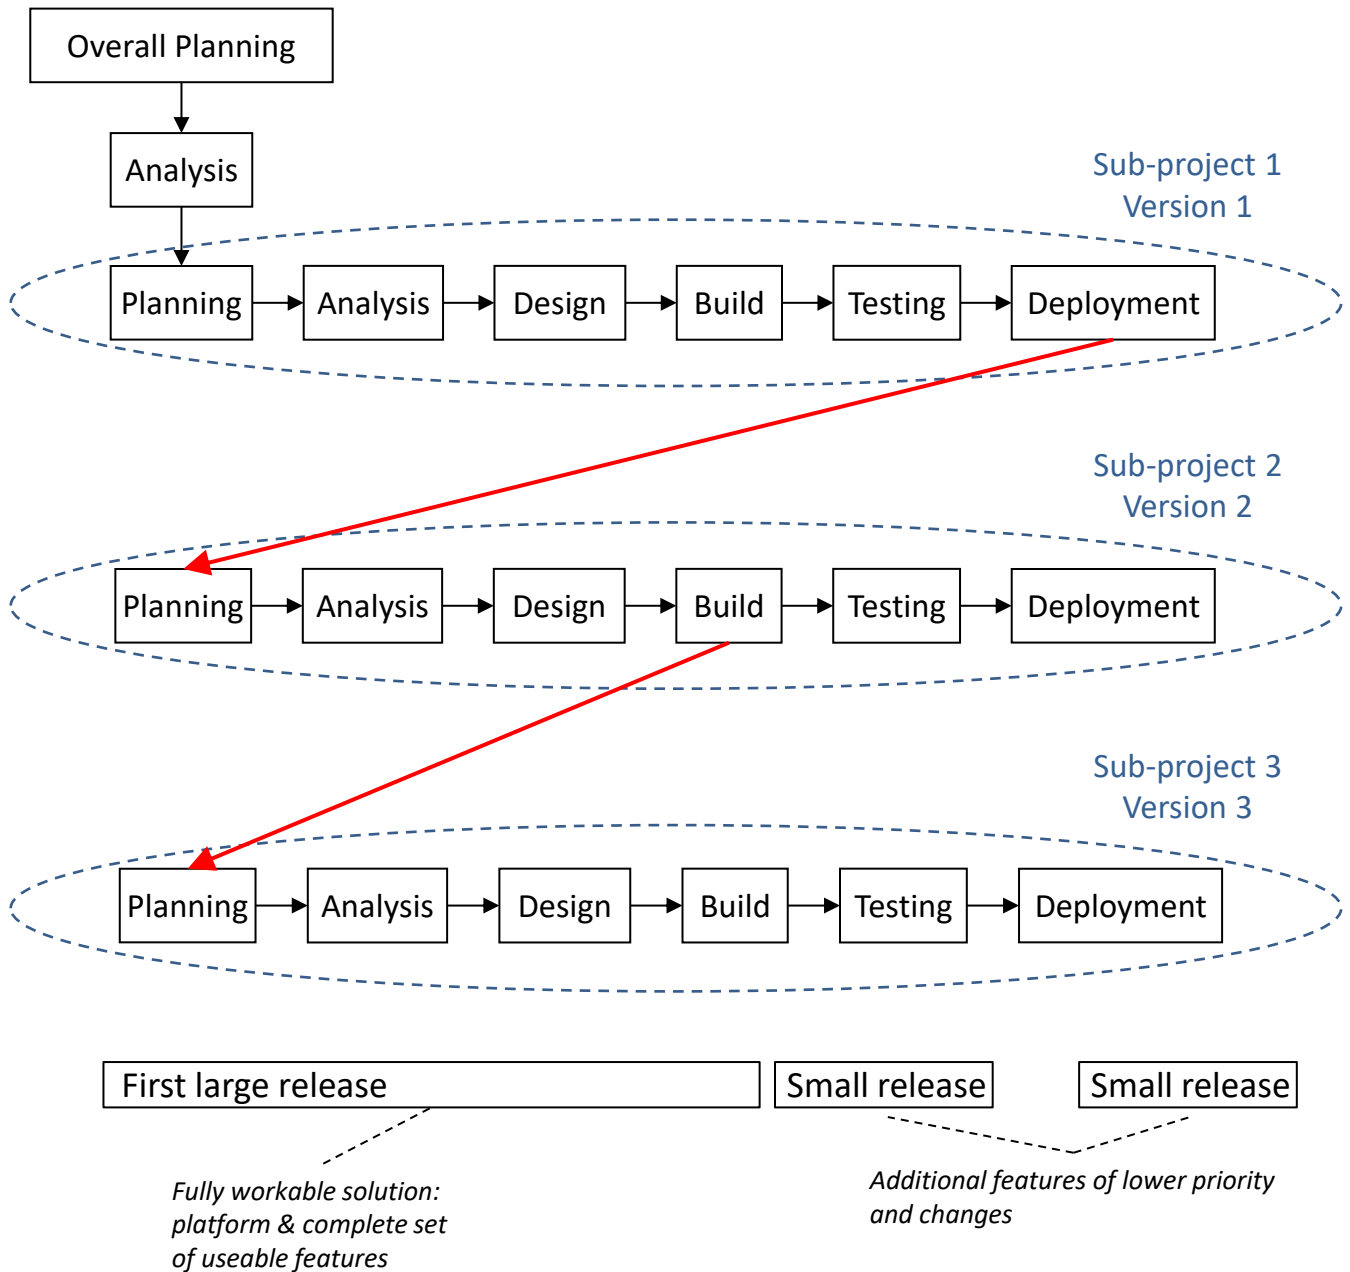 Overall Planning
Analysis
Sub-project 1
Version 1
Planning
Analysis
Design
Build
Testing
Deployment
Sub-project 2
Version 2
Planning
Analysis
Design
Build
Testing
Deployment
Sub-project 3
Version 3
Planning
Analysis
Design
Build
Testing
Deployment
First large release
Small release
Small release
Fully workable solution:
platform & complete set
of useable features
Additional features of lower priority
and changes